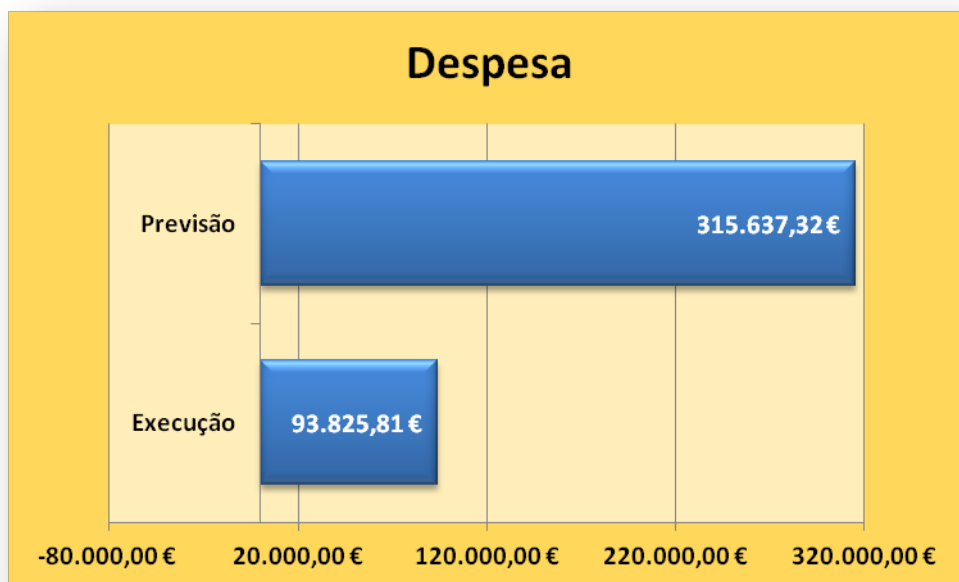 Despesa
Previsão
315.637,32 €
Execução
93.825,81 €
-80.000,00 € 20.000,00 € 120.000,00 € 220.000,00 € 320.000,00 €